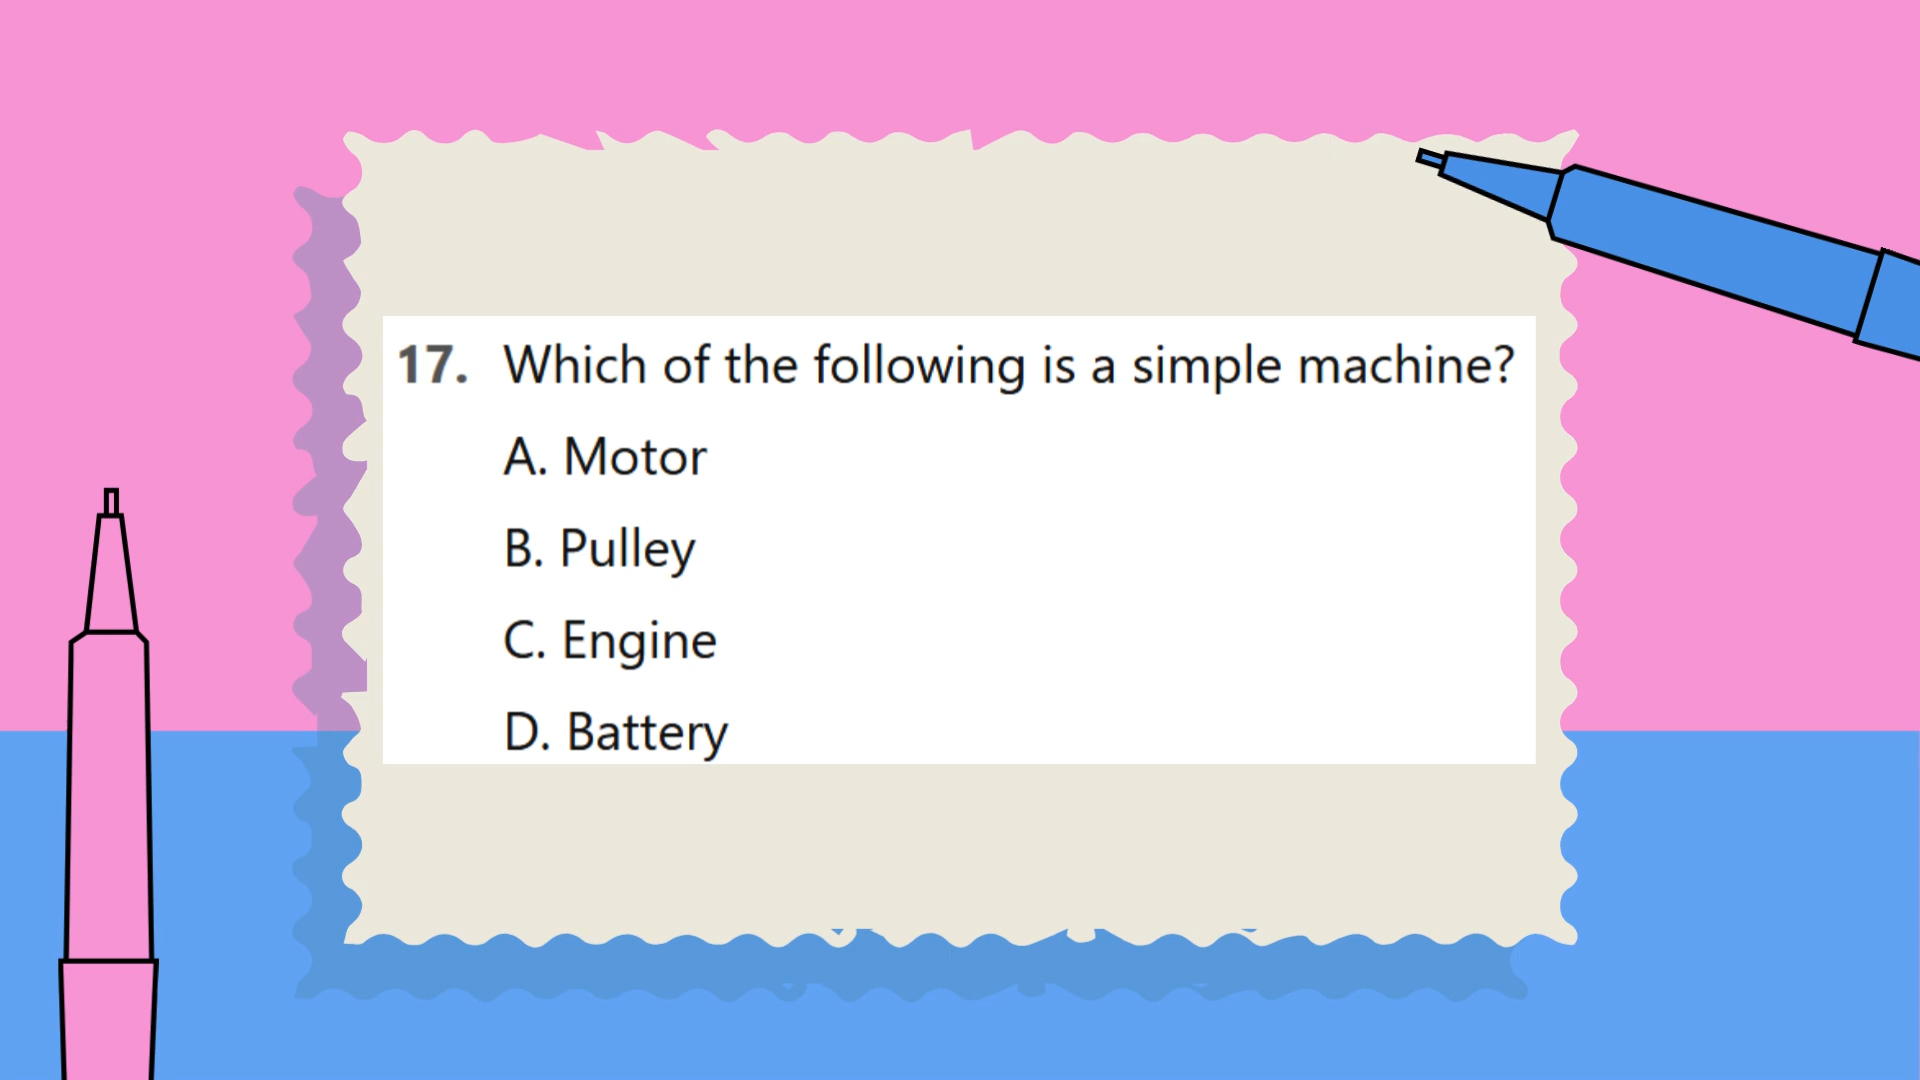 17. Which of the following is a simple machine?
A. Motor
B. Pulley
C. Engine
D. Battery